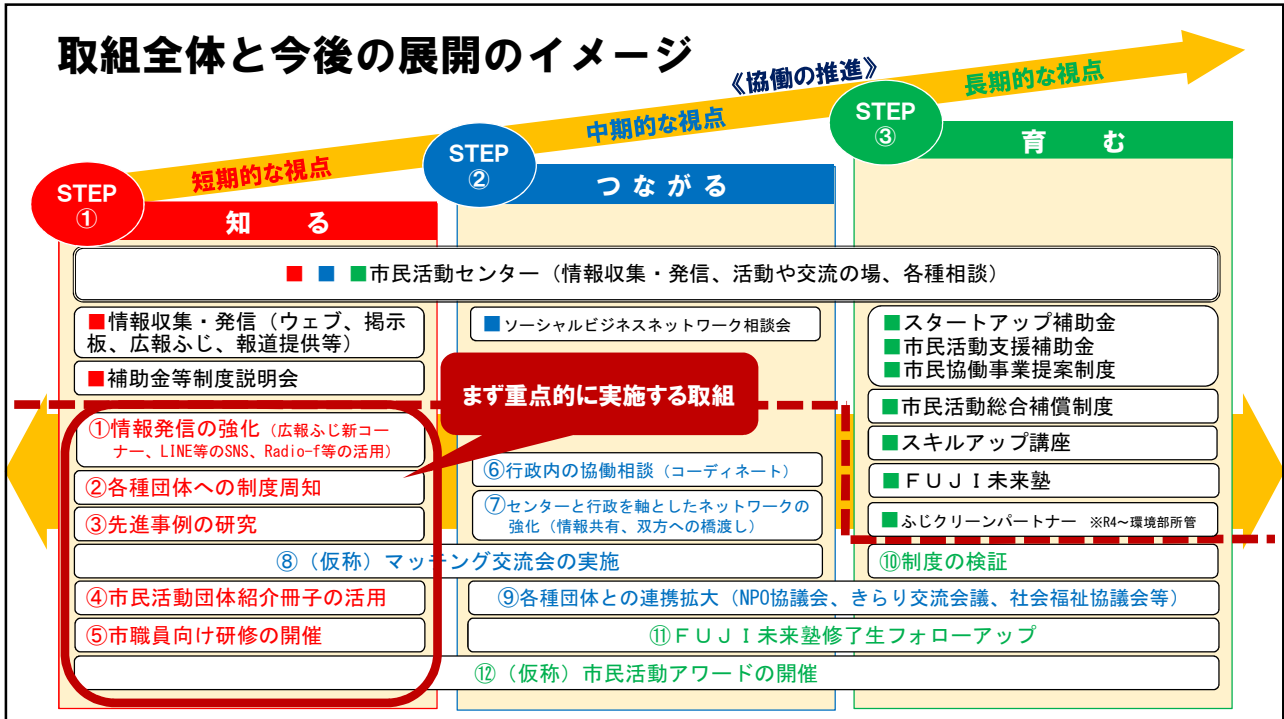 取組全体と今後の展開のイメージ
《協働の推進》
短期的な視点
中期的な視点
長期的な視点
STEP
①
知 る
STEP
②
つながる
STEP
③
育 む
■ ■ ■市民活動センター（情報収集・発信、活動や交流の場、各種相談）
■情報収集・発信（ウェブ、掲示
板、広報ふじ、報道提供等）
■補助金等制度説明会
■ソーシャルビジネスネットワーク相談会
■スタートアップ補助金
■市民活動支援補助金
■市民協働事業提案制度
■市民活動総合補償制度
■スキルアップ講座
■ＦＵＪＩ未来塾
■ふじクリーンパートナー ※R4～環境部所管
まず重点的に実施する取組
①情報発信の強化（広報ふじ新コー
ナー、LINE等のSNS、Radio-f等の活用）
②各種団体への制度周知
③先進事例の研究
⑥行政内の協働相談（コーディネート）
⑦センターと行政を軸としたネットワークの
強化（情報共有、双方への橋渡し）
⑧（仮称）マッチング交流会の実施
⑩制度の検証
④市民活動団体紹介冊子の活用
⑨各種団体との連携拡大（NPO協議会、きらり交流会議、社会福祉協議会等）
⑤市職員向け研修の開催
⑪ＦＵＪＩ未来塾修了生フォローアップ
⑫（仮称）市民活動アワードの開催